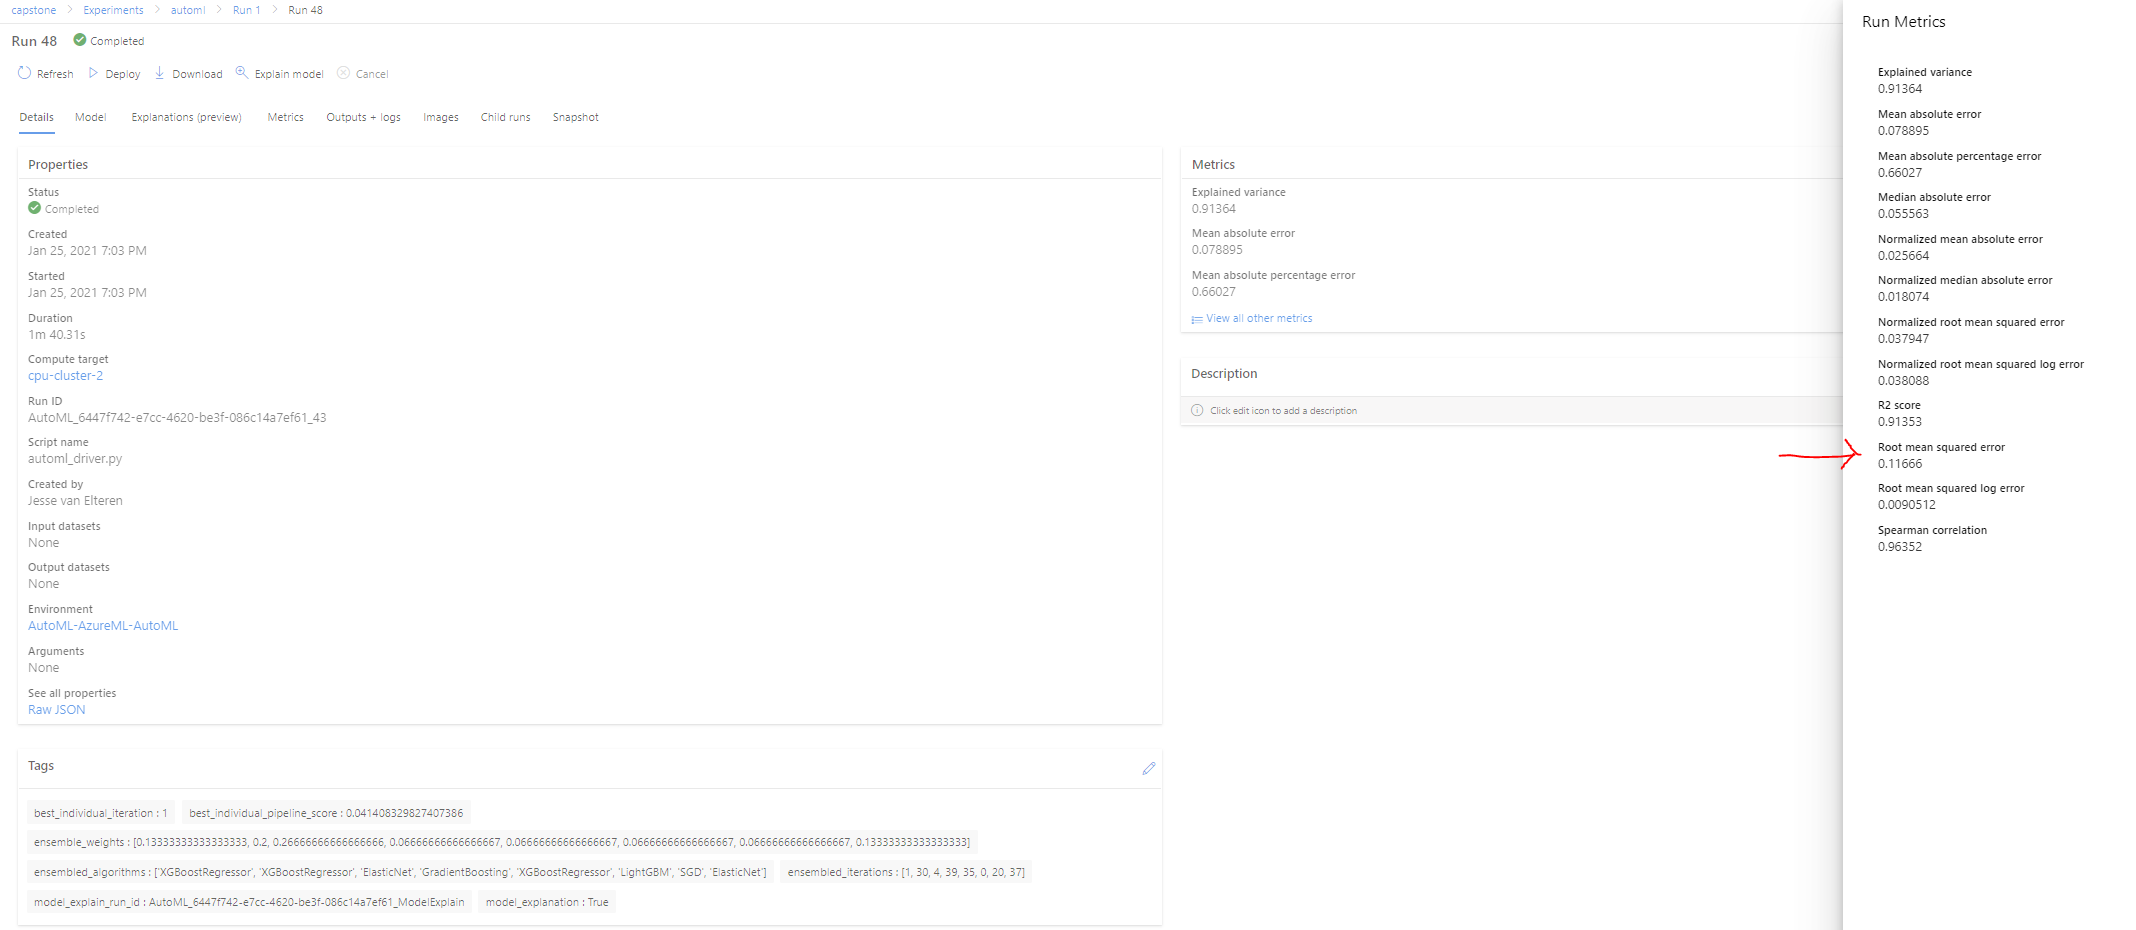 capstone > Experiments > automl > Run 1 > Run 48
Run 48 Completed
Refresh Deploy Download Explain model Cancel
Details Model Explanations (preview) Metrics Outputs + logs Images Child runs Snapshot
Properties
Status
Completed
Created
Jan 25, 2021 7:03 PM
Started
Jan 25, 2021 7:03 PM
Duration
1m 40.31s
Compute target
cpu-cluster-2
Run ID
AutoML_6447f742-e7cc-4620-be3f-086c14a7ef61_43
Script name
automl_driver.py
Created by
Jesse van Elteren
Input datasets
None
Output datasets
None
Environment
AutoML-AzureML-AutoML
Arguments
None
See all properties
Raw JSON
Tags
best_individual_iteration : 1 best_individual_pipeline_score : 0.041408329827407386
ensemble_weights : [0.13333333333333333, 0.2, 0.26666666666666666, 0.06666666666666667, 0.06666666666666667, 0.06666666666666667, 0.06666666666666667, 0.13333333333333333]
ensembled_algorithms : ['XGBoostRegressor', 'XGBoostRegressor', 'ElasticNet', 'GradientBoosting', 'XGBoostRegressor', 'LightGBM', 'SGD', 'ElasticNet'] ensembled_iterations : [1, 30, 4, 39, 35, 0, 20, 37]
model_explain_run_id : AutoML_6447f742-e7cc-4620-be3f-086c14a7ef61_ModelExplain model_explanation : True
Metrics
Explained variance
0.91364
Mean absolute error
0.078895
Mean absolute percentage error
0.66027
View all other metrics
Description
Click edit icon to add a description
Run Metrics
Explained variance
0.91364
Mean absolute error
0.078895
Mean absolute percentage error
0.66027
Median absolute error
0.055563
Normalized mean absolute error
0.025664
Normalized median absolute error
0.018074
Normalized root mean squared error
0.037947
Normalized root mean squared log error
0.038088
R2 score
0.91353
Root mean squared error
0.11666
Root mean squared log error
0.0090512
Spearman correlation
0.96352